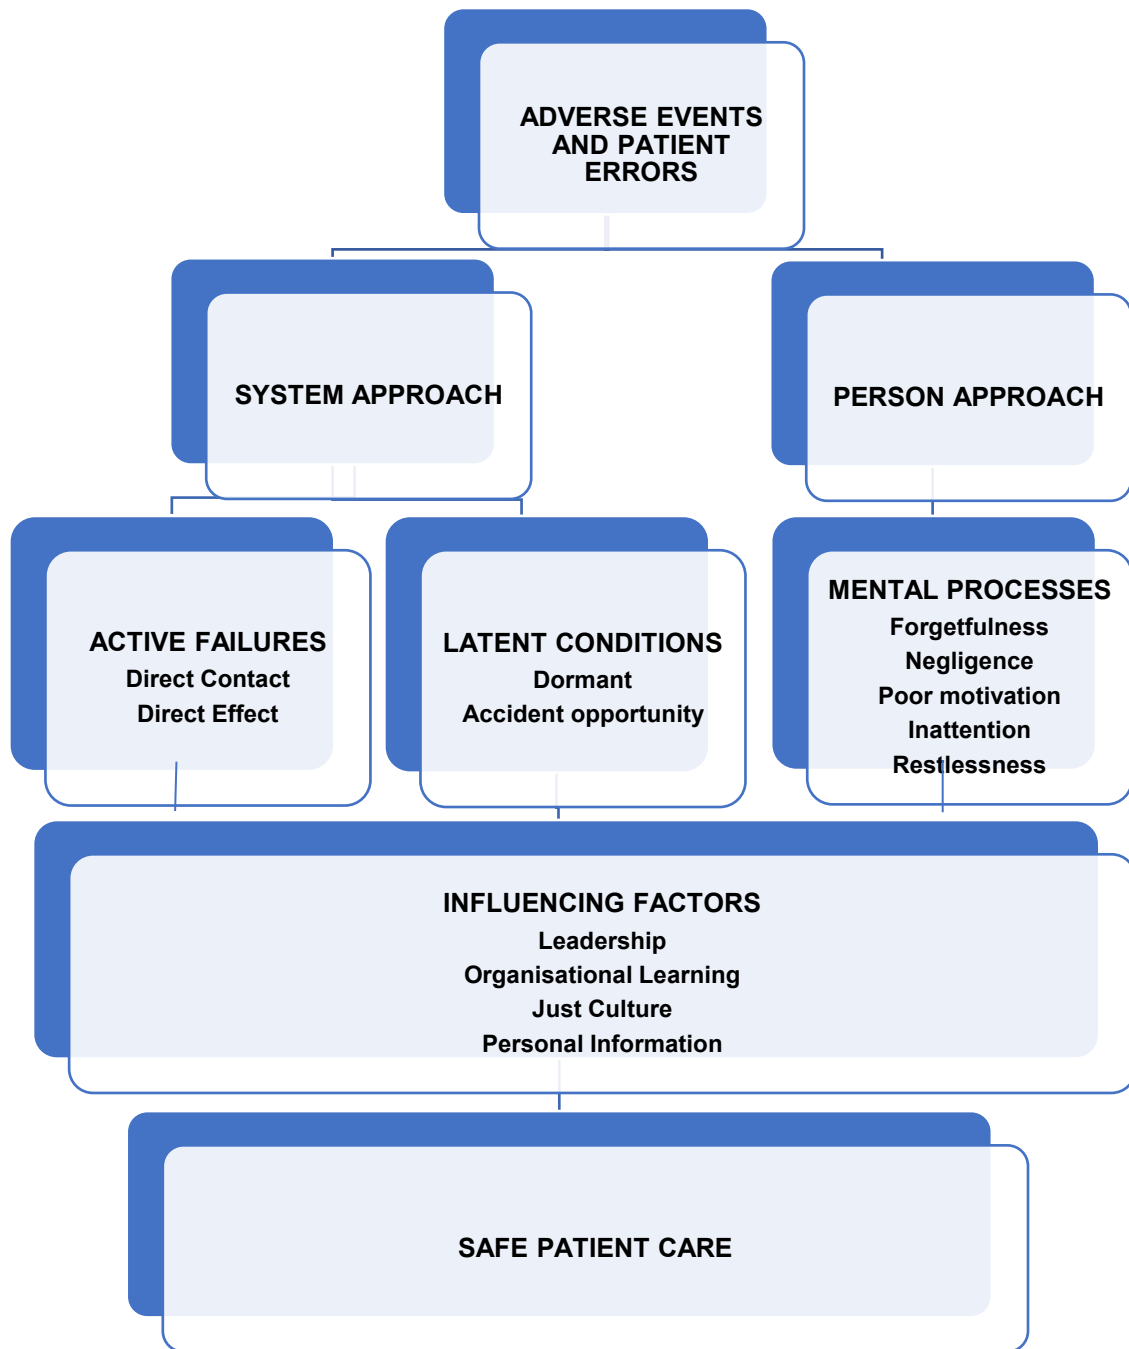 ADVERSE EVENTS
AND PATIENT
ERRORS
SYSTEM APPROACH
PERSON APPROACH
ACTIVE FAILURES
Direct Contact
Direct Effect
LATENT CONDITIONS
Dormant
Accident opportunity
MENTAL PROCESSES
Forgetfulness
Negligence
Poor motivation
Inattention
Restlessness
INFLUENCING FACTORS
Leadership
Organisational Learning
Just Culture
Personal Information
SAFE PATIENT CARE